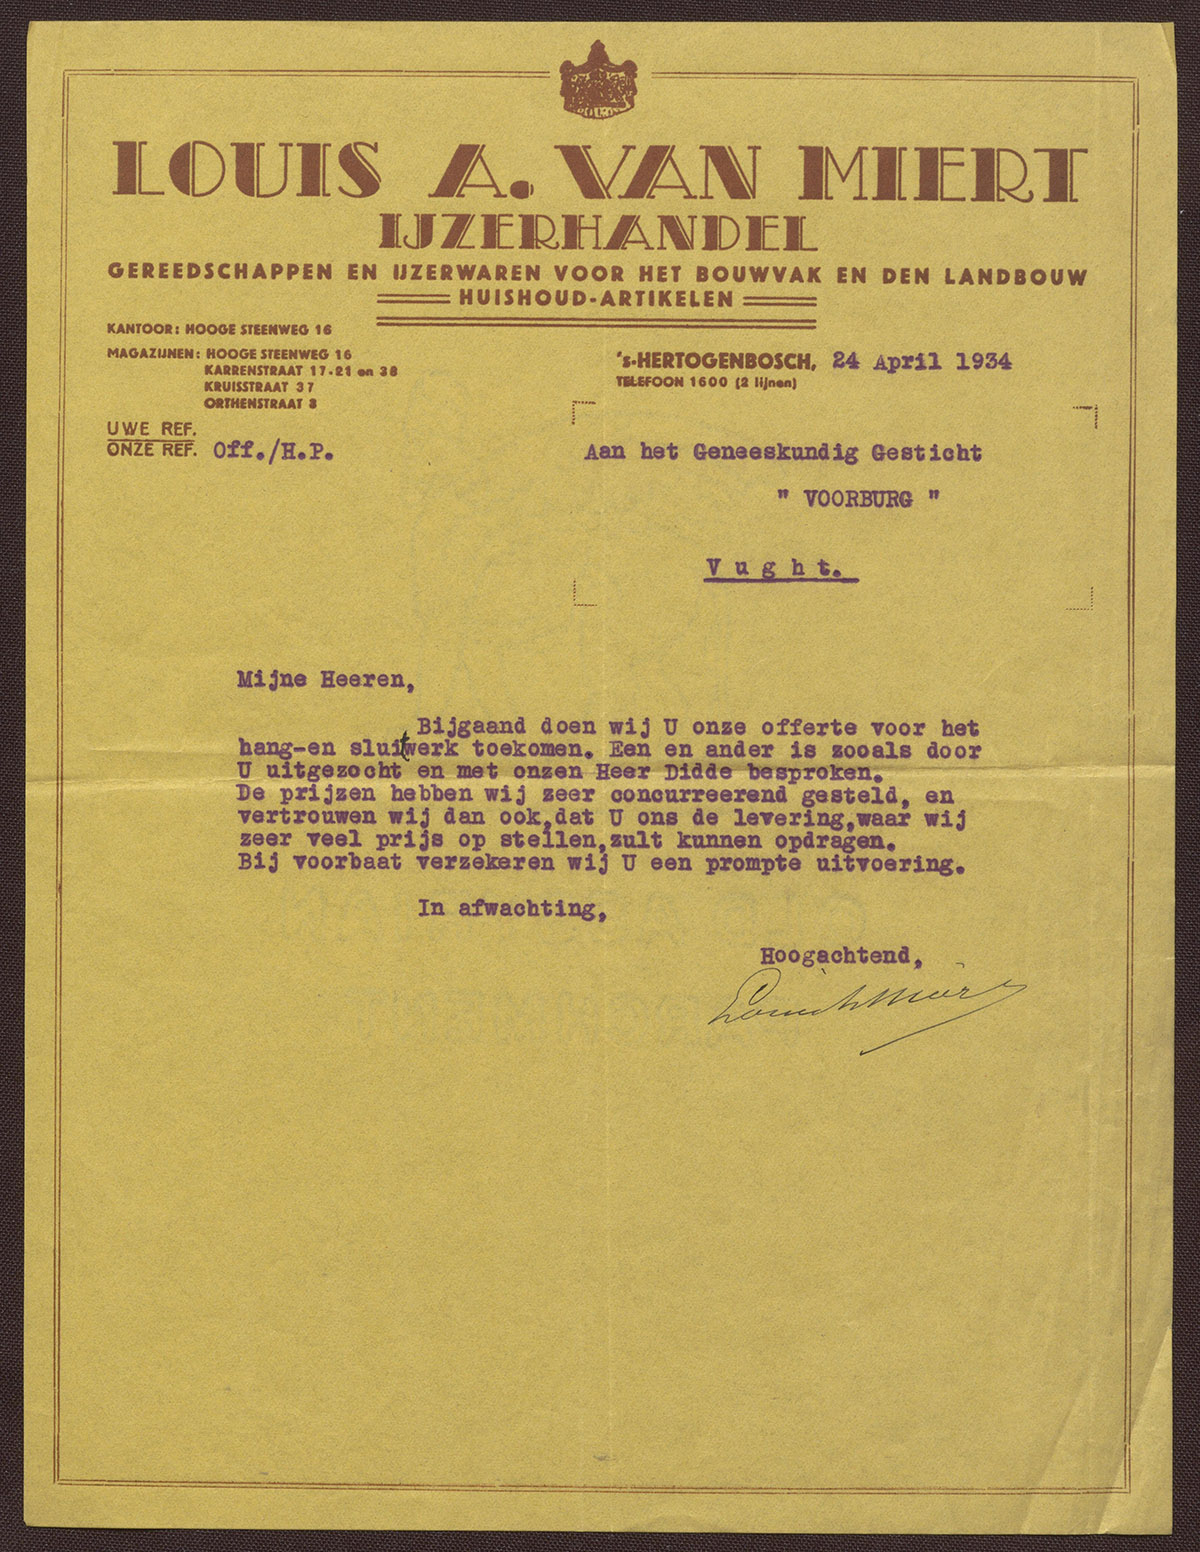 LOUIS A. VAN MIERT
IJZERHANDEL
GEREEDSCHAPPEN EN IJZERWAREN VOOR HET BOUWVAK EN DEN LANDBOUW
HUISHOUD-ARTIKELEN
KANTOOR: HOOGE STEENWEG 16
MAGAZIJNEN: HOOGE STEENWEG 16
KARRENSTRAAT 17-21 en 38
KRUISSTRAAT 37
ORTHENSTRAAT 8
's-HERTOGENBOSCH, 24 April 1934
TELEFOON 1600 (2 lijnen)
UWE REF.
ONZE REF. Off./H.P.
Aan het Geneeskundig Gesticht
" VOORBURG "
Vught.
Mijne Heeren,
Bijgaand doen wij U onze offerte voor het
hang-en sluitwerk toekomen. Een en ander is zooals door
U uitgezocht en met onzen Heer Didde besproken.
De prijzen hebben wij zeer concurreerend gesteld, en
vertrouwen wij dan ook,dat U ons de levering,waar wij
zeer veel prijs op stellen,zult kunnen opdragen.
Bij voorbaat verzekeren wij U een prompte uitvoering.
In afwachting,
Hoogachtend,